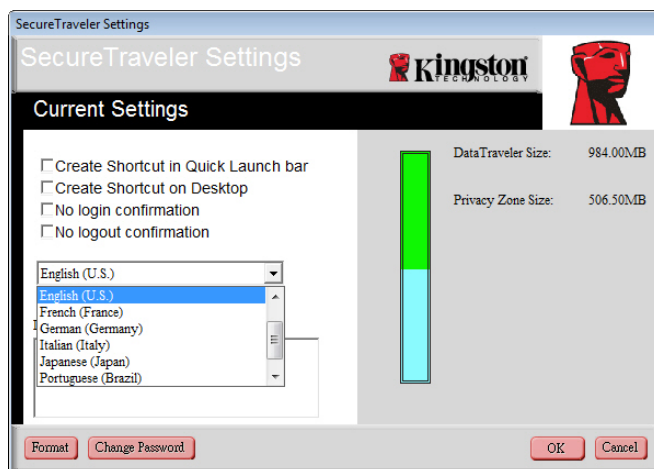 SecureTraveler Settings
SecureTraveler Settings
Kingston
TECHNOLOGY
Current Settings
Create Shortcut in Quick Launch bar
Create Shortcut on Desktop
No login confirmation
No logout confirmation
English (U.S.)
English (U.S.)
French (France)
German (Germany)
Italian (Italy)
Japanese (Japan)
Portuguese (Brazil)
DataTraveler Size: 984.00MB
Privacy Zone Size: 506.50MB
Format
Change Password
OK
Cancel